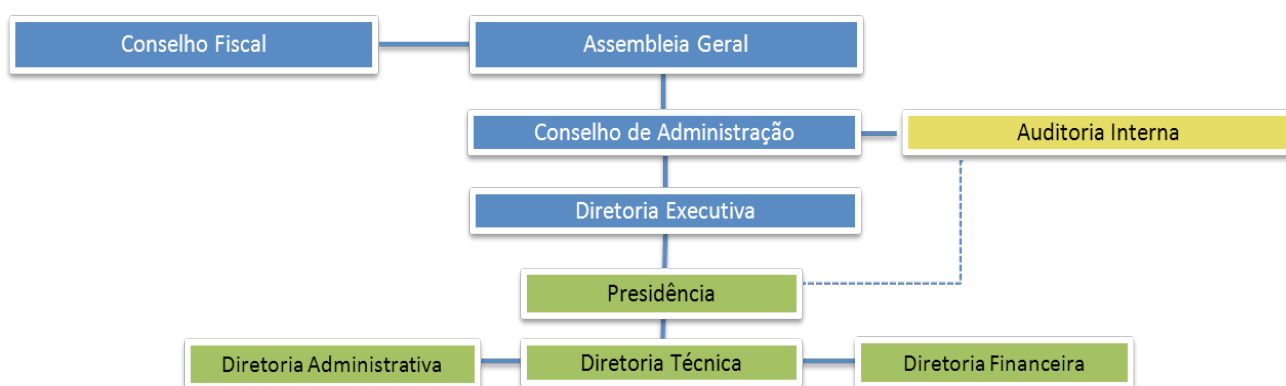 Conselho Fiscal
Assembleia Geral
Conselho de Administração
Auditoria Interna
Diretoria Executiva
Presidência
Diretoria Administrativa
Diretoria Técnica
Diretoria Financeira